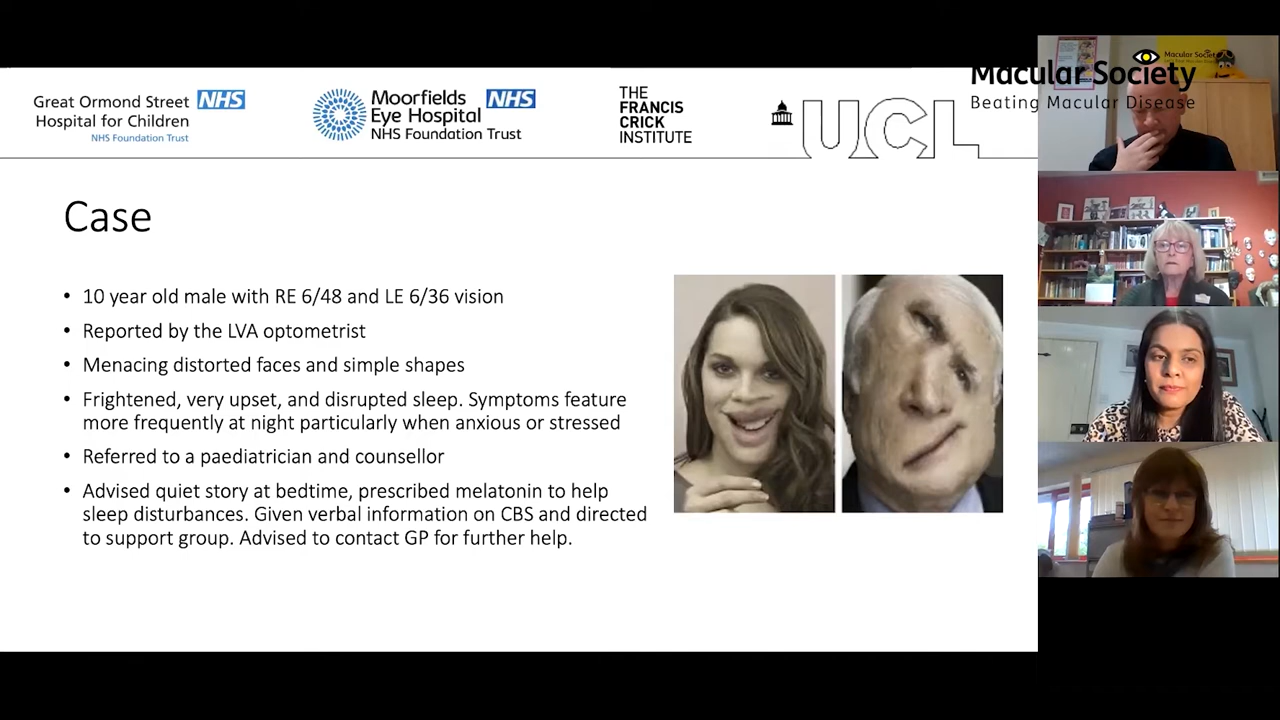 Great Ormond Street NHS
Hospital for Children
NHS Foundation Trust
Moorfields NHS
Eye Hospital
NHS Foundation Trust
THE
FRANCIS
CRICK
INSTITUTE
UCL
Macular Society
Beating Macular Disease
Macular Society
Case
• 10 year old male with RE 6/48 and LE 6/36 vision
• Reported by the LVA optometrist
• Menacing distorted faces and simple shapes
• Frightened, very upset, and disrupted sleep. Symptoms feature
more frequently at night particularly when anxious or stressed
• Referred to a paediatrician and counsellor
• Advised quiet story at bedtime, prescribed melatonin to help
sleep disturbances. Given verbal information on CBS and directed
to support group. Advised to contact GP for further help.